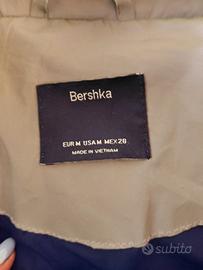 Bershka
EUR M USA M MEX 28
MADE IN VIETNAM
subito